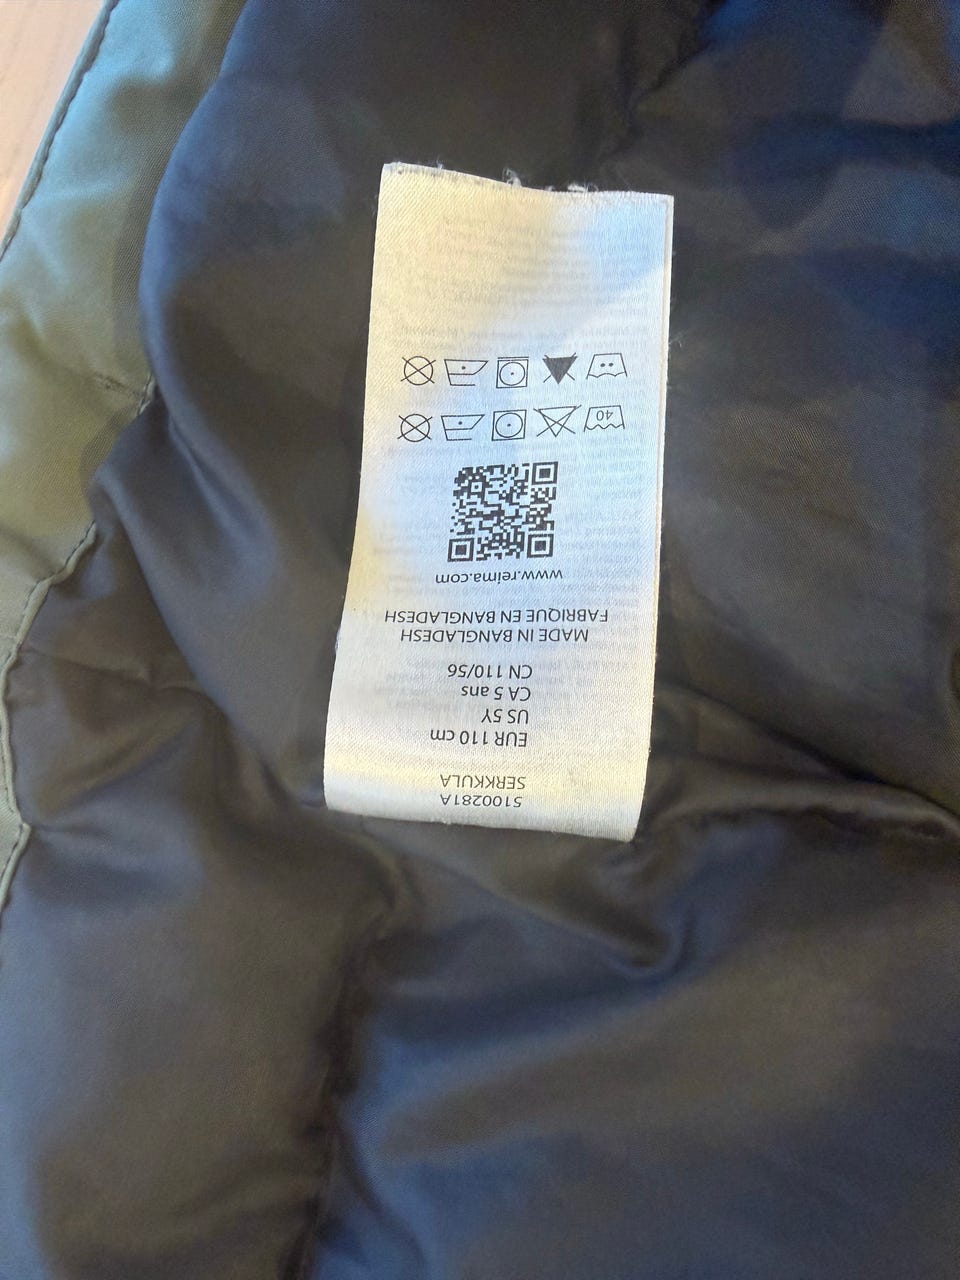 5100281A
SERKKULA
EUR 110 cm
US 5Y
CA 5 ans
CN 110/56
MADE IN BANGLADESH
FABRIQUE EN BANGLADESH
www.reima.com
40